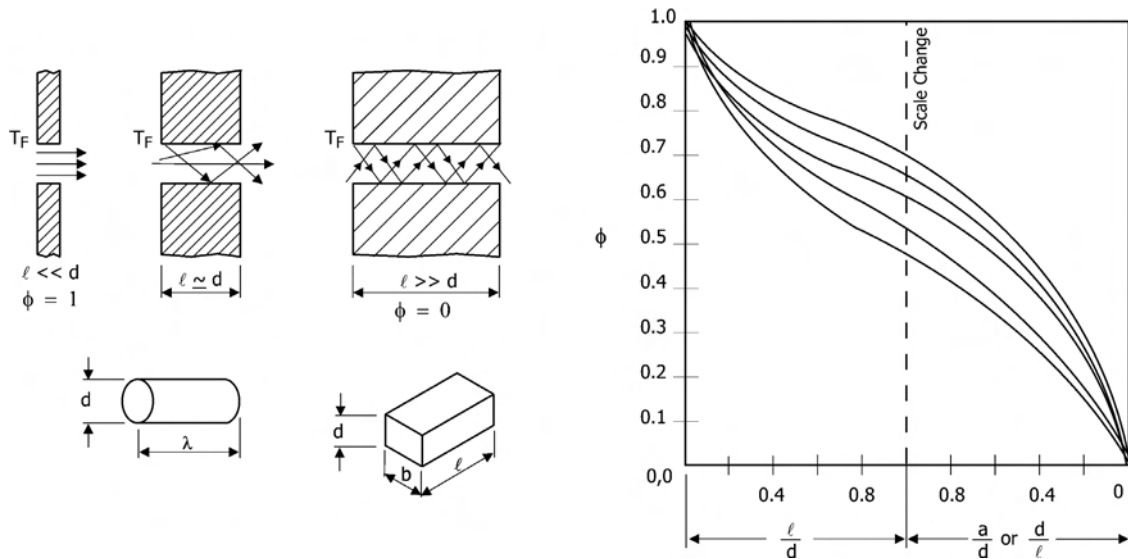 T_F
T_F
T_F
ℓ << d
ϕ = 1
ℓ ≃ d
ℓ >> d
ϕ = 0
d
λ
d
b
ℓ
1.0
0.9
0.8
0.7
0.6
0.5
0.4
0.3
0.2
0.1
0,0
ϕ
Scale Change
0.4 0.8 0.8 0.4 0
ℓ/d
a/d or d/ℓ